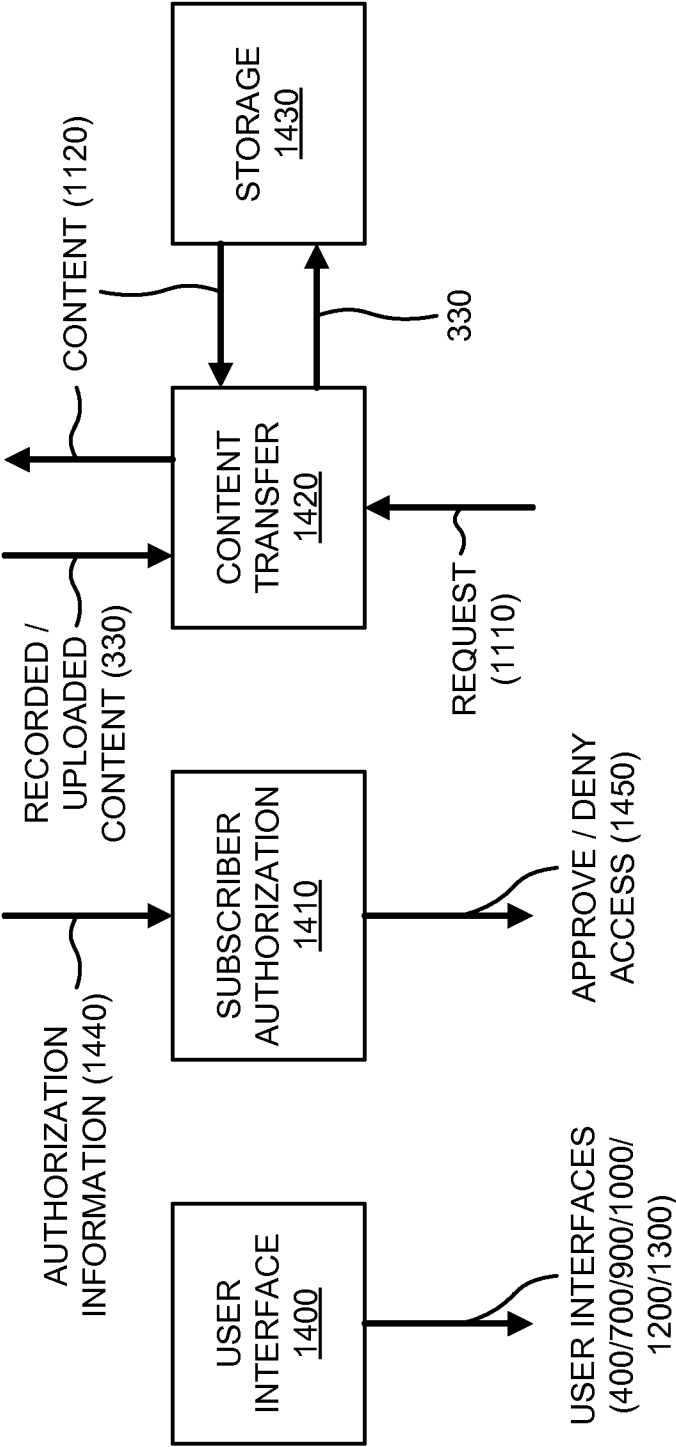 AUTHORIZATION
INFORMATION (1440)
RECORDED /
UPLOADED
CONTENT (330)
CONTENT (1120)
USER
INTERFACE
1400
SUBSCRIBER
AUTHORIZATION
1410
CONTENT
TRANSFER
1420
STORAGE
1430
USER INTERFACES
(400/700/900/1000/
1200/1300)
APPROVE / DENY
ACCESS (1450)
REQUEST
(1110)
330